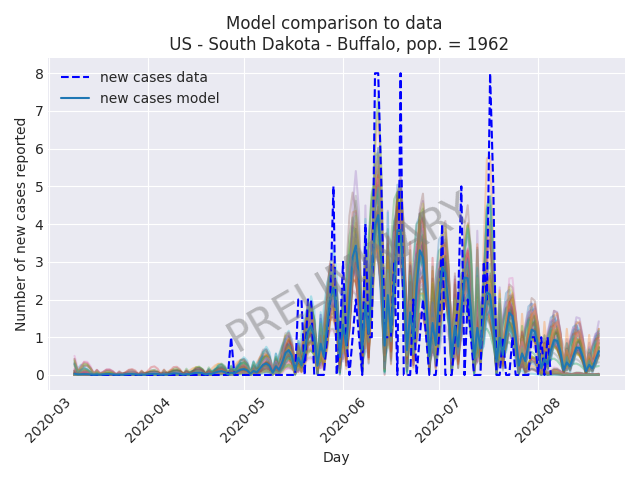 Model comparison to data
US - South Dakota - Buffalo, pop. = 1962
new cases data
new cases model
PRELIMINARY
Number of new cases reported
8
7
6
5
4
3
2
1
0
2020-03
2020-04
2020-05
2020-06
2020-07
2020-08
Day